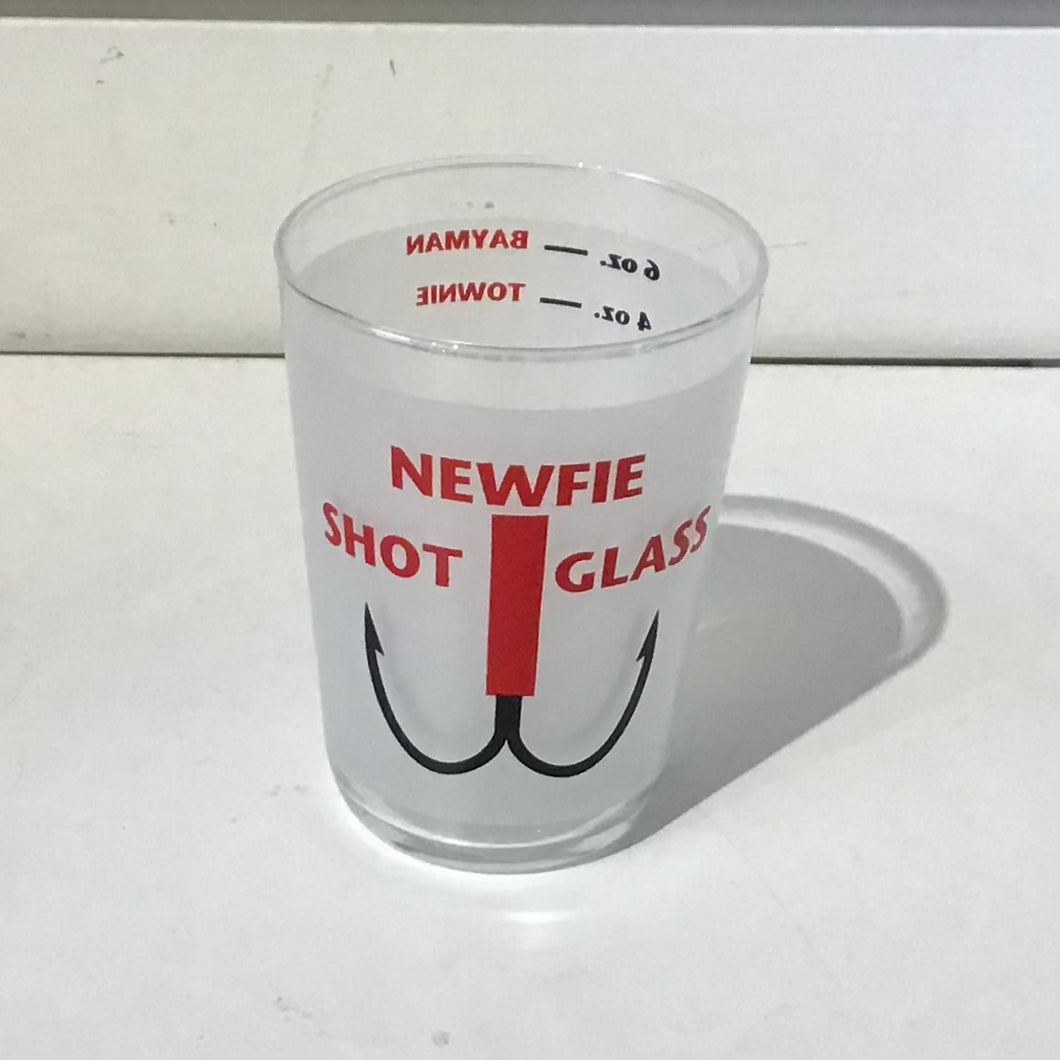 BAYMAN — 6 oz.
TOWNIE — 4 oz.
NEWFIE
SHOT GLASS